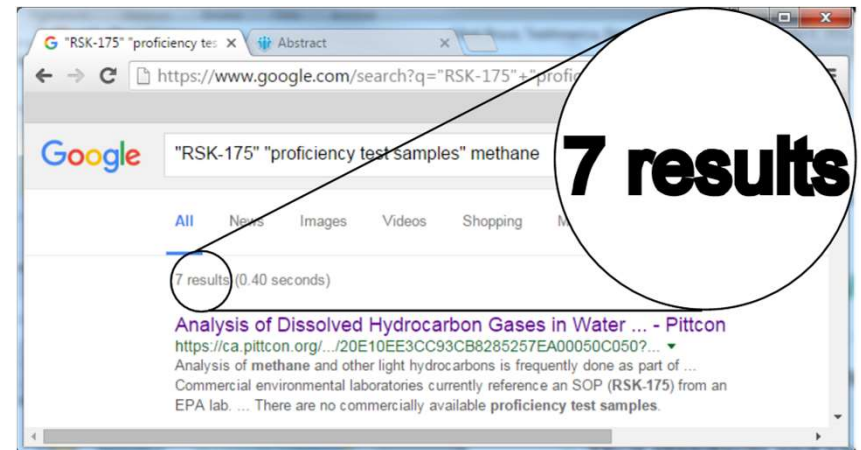 G "RSK-175" "proficiency tes
Abstract
https://www.google.com/search?q="RSK-175"+"profic
Google
"RSK-175" "proficiency test samples" methane
7 results
All News Images Videos Shopping M
7 results (0.40 seconds)
Analysis of Dissolved Hydrocarbon Gases in Water ... - Pittcon
https://ca.pittcon.org/.../20E10EE3CC93CB8285257EA00050C050?...
Analysis of methane and other light hydrocarbons is frequently done as part of ...
Commercial environmental laboratories currently reference an SOP (RSK-175) from an
EPA lab. ... There are no commercially available proficiency test samples.